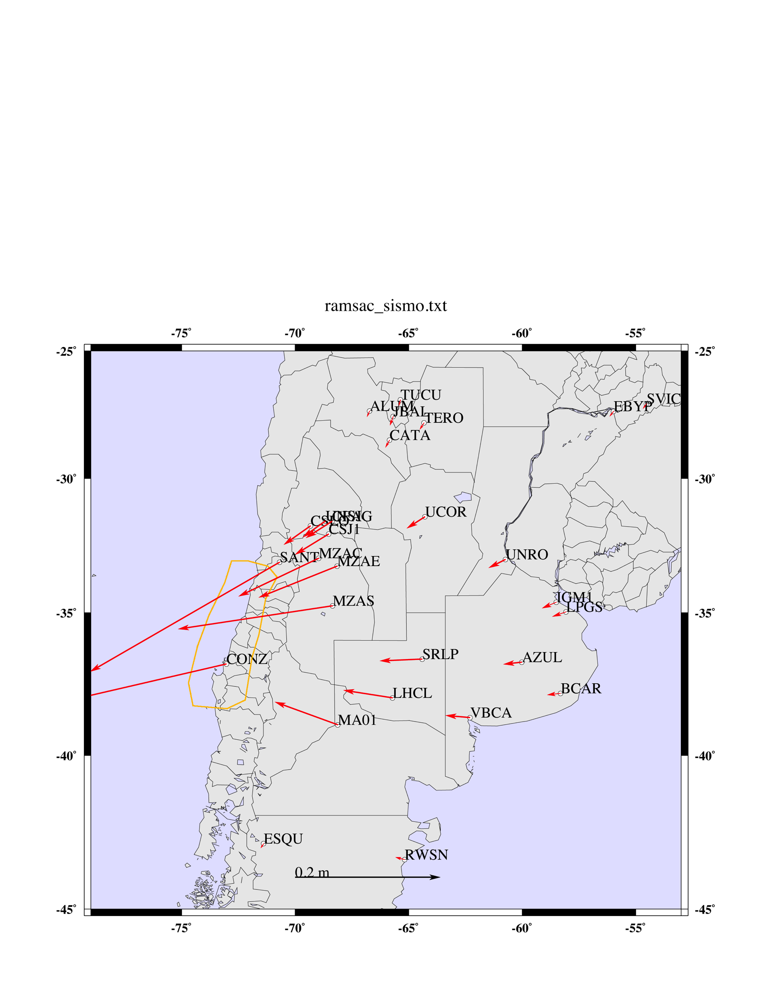 ramsac_sismo.txt
-75° -70° -65° -60° -55°
-25° -25°
TUCU
SVIC
ALUM
EBYP
JBAL
TERO
CATA
-30° -30°
UCOR
CSLO
CSJ1
MZAC
UNRO
SANT
MZAE
IGM1
MZAS
LPGS
-35° -35°
SRLP
AZUL
CONZ
BCAR
LHCL
VBCA
MA01
-40° -40°
ESQU
RWSN
0.2 m
-45° -45°
-75° -70° -65° -60° -55°